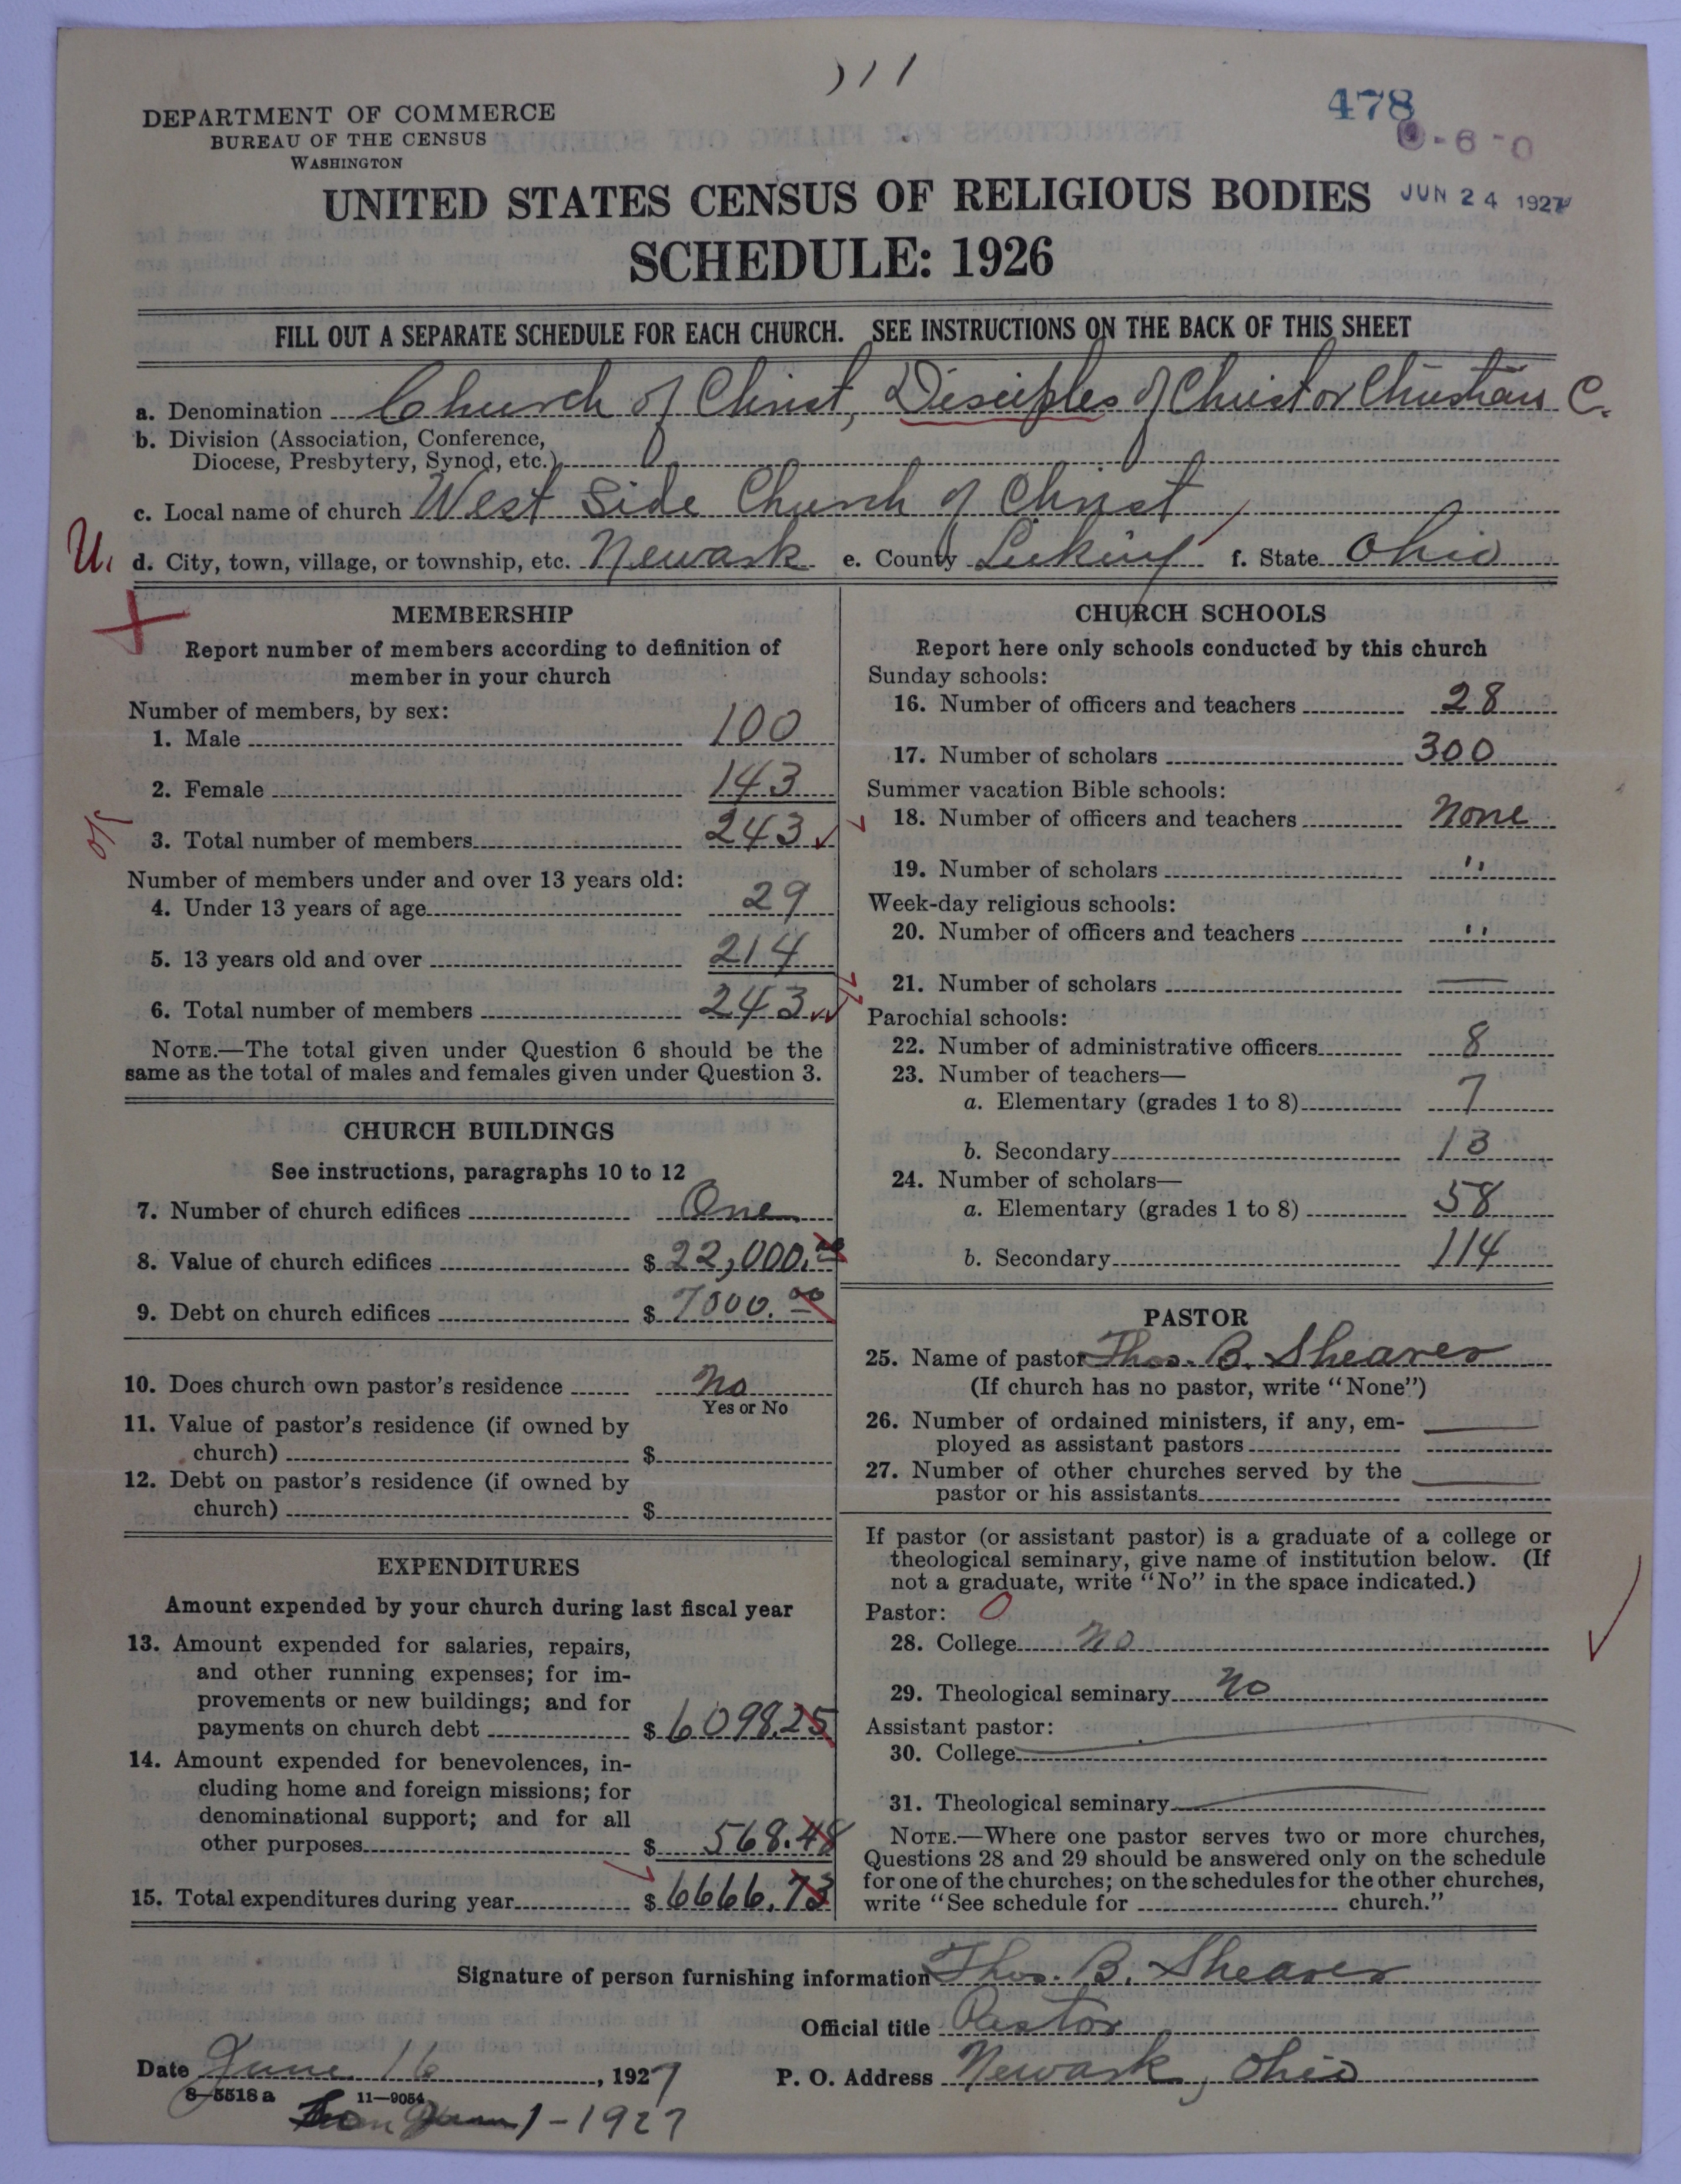 111
478
6-0
DEPARTMENT OF COMMERCE
BUREAU OF THE CENSUS
WASHINGTON
UNITED STATES CENSUS OF RELIGIOUS BODIES
JUN 24 1927
SCHEDULE: 1926
FILL OUT A SEPARATE SCHEDULE FOR EACH CHURCH. SEE INSTRUCTIONS ON THE BACK OF THIS SHEET
a. Denomination Church of Christ, Disciples of Christ or Christian C.
b. Division (Association, Conference,
Diocese, Presbytery, Synod, etc.)
c. Local name of church West Side Church of Christ
U. d. City, town, village, or township, etc. Newark e. County Licking f. State Ohio
MEMBERSHIP
Report number of members according to definition of
member in your church
Number of members, by sex:
1. Male 100
2. Female 143
3. Total number of members 243
Number of members under and over 13 years old:
4. Under 13 years of age 29
5. 13 years old and over 214
6. Total number of members 243
NOTE.—The total given under Question 6 should be the
same as the total of males and females given under Question 3.
CHURCH BUILDINGS
See instructions, paragraphs 10 to 12
7. Number of church edifices One
8. Value of church edifices $ 22,000.00
9. Debt on church edifices $ 7000.00
10. Does church own pastor's residence No
Yes or No
11. Value of pastor's residence (if owned by
church) $
12. Debt on pastor's residence (if owned by
church) $
EXPENDITURES
Amount expended by your church during last fiscal year
13. Amount expended for salaries, repairs,
and other running expenses; for im-
provements or new buildings; and for
payments on church debt $ 6098.25
14. Amount expended for benevolences, in-
cluding home and foreign missions; for
denominational support; and for all
other purposes $ 568.48
15. Total expenditures during year $ 6666.73
CHURCH SCHOOLS
Report here only schools conducted by this church
Sunday schools:
16. Number of officers and teachers 28
17. Number of scholars 300
Summer vacation Bible schools:
18. Number of officers and teachers None
19. Number of scholars "
Week-day religious schools:
20. Number of officers and teachers "
21. Number of scholars —
Parochial schools:
22. Number of administrative officers 8
23. Number of teachers—
a. Elementary (grades 1 to 8) 7
b. Secondary 13
24. Number of scholars—
a. Elementary (grades 1 to 8) 58
b. Secondary 114
PASTOR
25. Name of pastor Thos. B. Shearer
(If church has no pastor, write "None")
26. Number of ordained ministers, if any, em-
ployed as assistant pastors —
27. Number of other churches served by the
pastor or his assistants —
If pastor (or assistant pastor) is a graduate of a college or
theological seminary, give name of institution below. (If
not a graduate, write "No" in the space indicated.)
Pastor: 0
28. College No
29. Theological seminary No
Assistant pastor:
30. College —
31. Theological seminary —
NOTE.—Where one pastor serves two or more churches,
Questions 28 and 29 should be answered only on the schedule
for one of the churches; on the schedules for the other churches,
write "See schedule for church."
Signature of person furnishing information Thos. B. Shearer
Official title Pastor
Date June 16, 1927 P. O. Address Newark, Ohio
8-5518 a 11-9054
1-1927